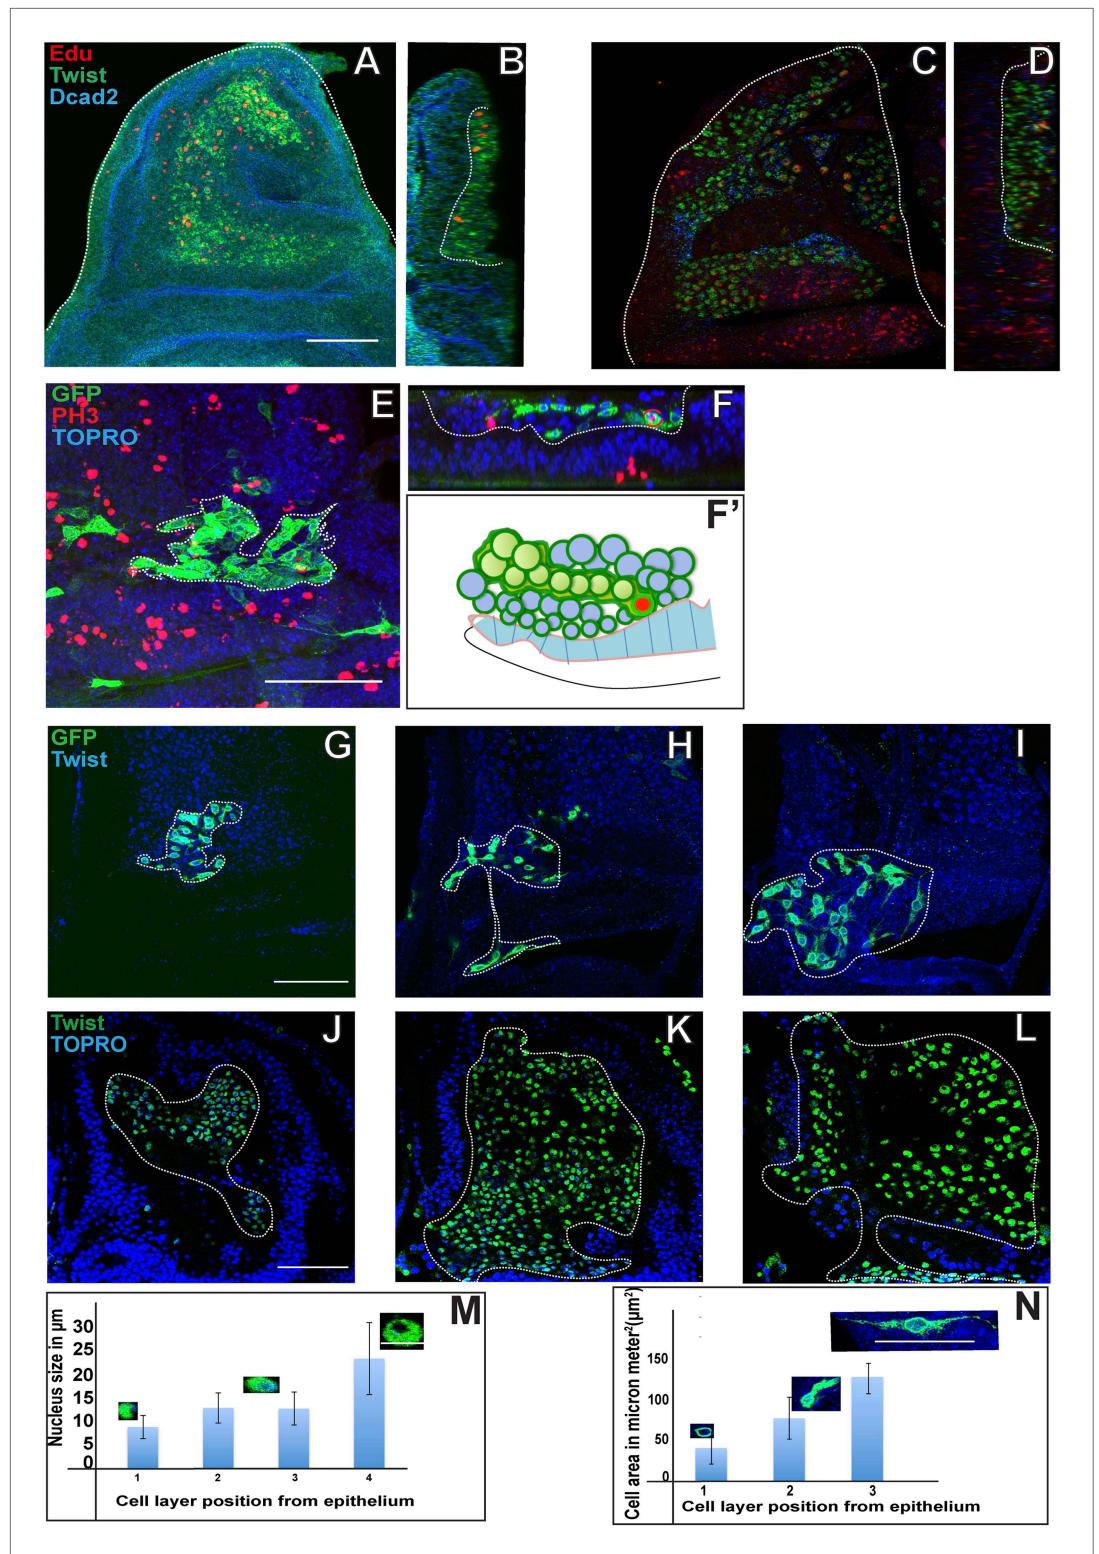 Edu
Twist
Dcad2
A
B
C
D
GFP
PH3
TOPRO
E
F
F'
GFP
Twist
G
H
I
Twist
TOPRO
J
K
L
M
Nucleus size in μm
30
25
20
15
10
5
0
1 2 3 4
Cell layer position from epithelium
N
Cell area in micron meter²(μm²)
150
100
50
0
1 2 3
Cell layer position from epithelium